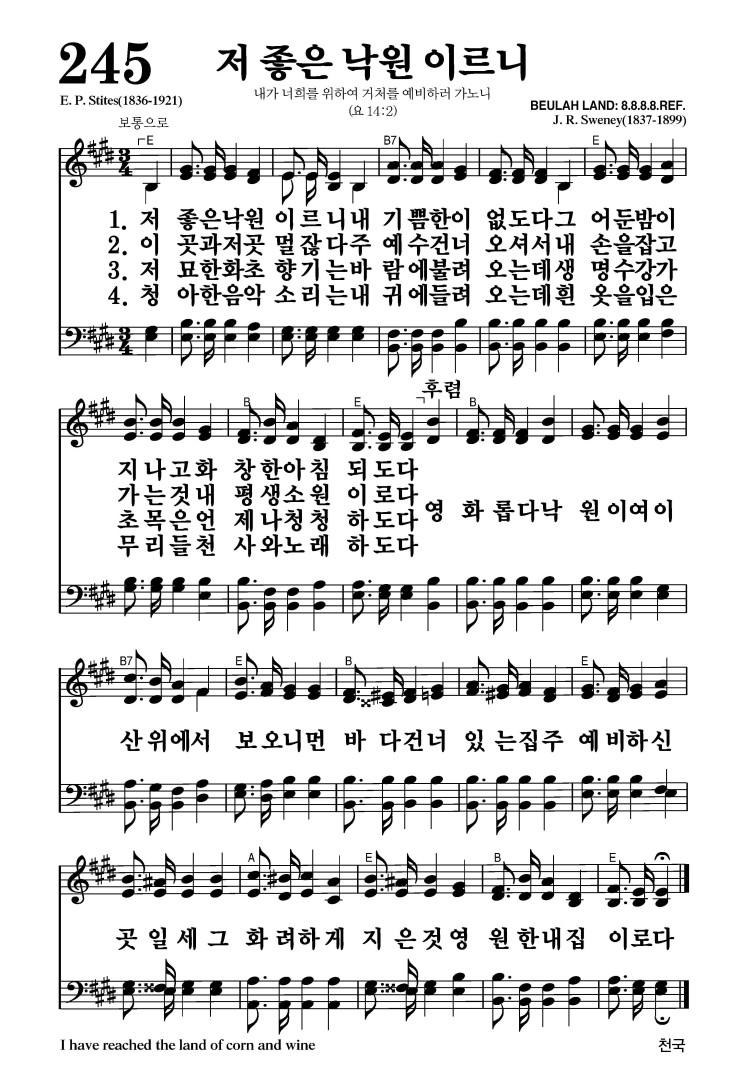 245 저 좋은 낙원 이르니
E. P. Stites(1836-1921)
내가 너희를 위하여 거처를 예비하러 가노니
(요 14:2)
BEULAH LAND: 8.8.8.8.REF.
J. R. Sweney(1837-1899)
보통으로
E B7 E
3/4
1. 저 좋은낙원 이르니내 기쁨한이 없도다그 어둔밤이
2. 이 곳과저곳 멀잖다주 예수건너 오셔서내 손을잡고
3. 저 묘한화초 향기는바 람에불려 오는데생 명수강가
4. 청 아한음악 소리는내 귀에들려 오는데흰 옷을입은
3/4
후렴
B E B
지나고화 창한아침 되도다
가는것내 평생소원 이로다
초목은언 제나청청 하도다
무리들천 사와노래 하도다
영 화롭다낙 원이여이
B7 E B E
산위에서 보오니먼 바다건너 있는집주 예비하신
A E B E
곳일세그 화려하게 지은것영 원한내집 이로다
I have reached the land of corn and wine
천국